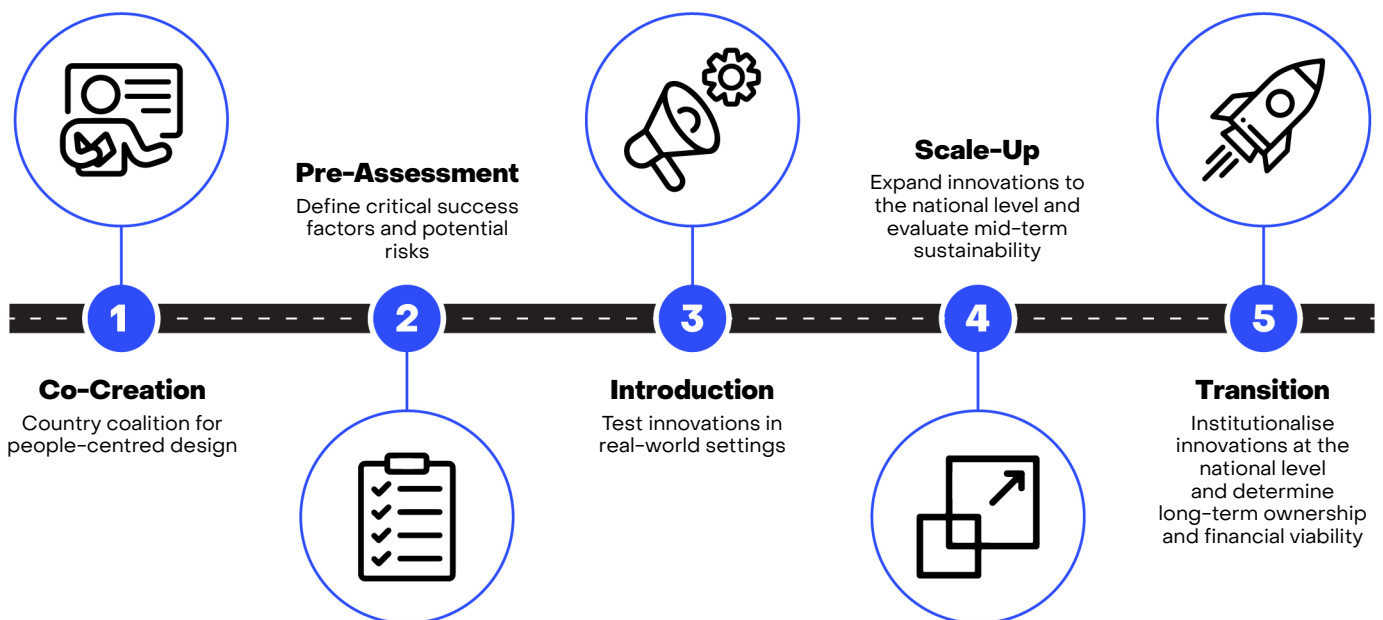 1
Co-Creation
Country coalition for
people-centred design
Pre-Assessment
Define critical success
factors and potential
risks
2
3
Introduction
Test innovations in
real-world settings
Scale-Up
Expand innovations to
the national level and
evaluate mid-term
sustainability
4
5
Transition
Institutionalise
innovations at the
national level
and determine
long-term ownership
and financial viability